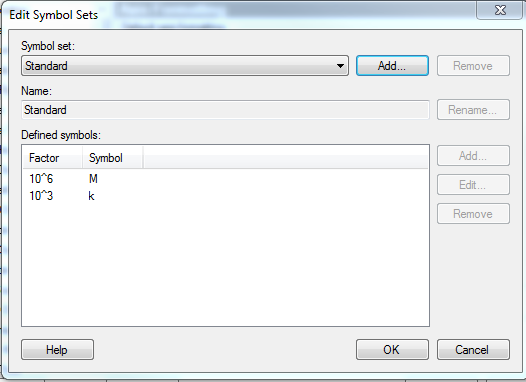 Edit Symbol Sets
Symbol set:
Standard
Add...
Remove
Name:
Standard
Rename...
Defined symbols:
Factor Symbol
10^6 M
10^3 k
Add...
Edit...
Remove
Help
OK
Cancel